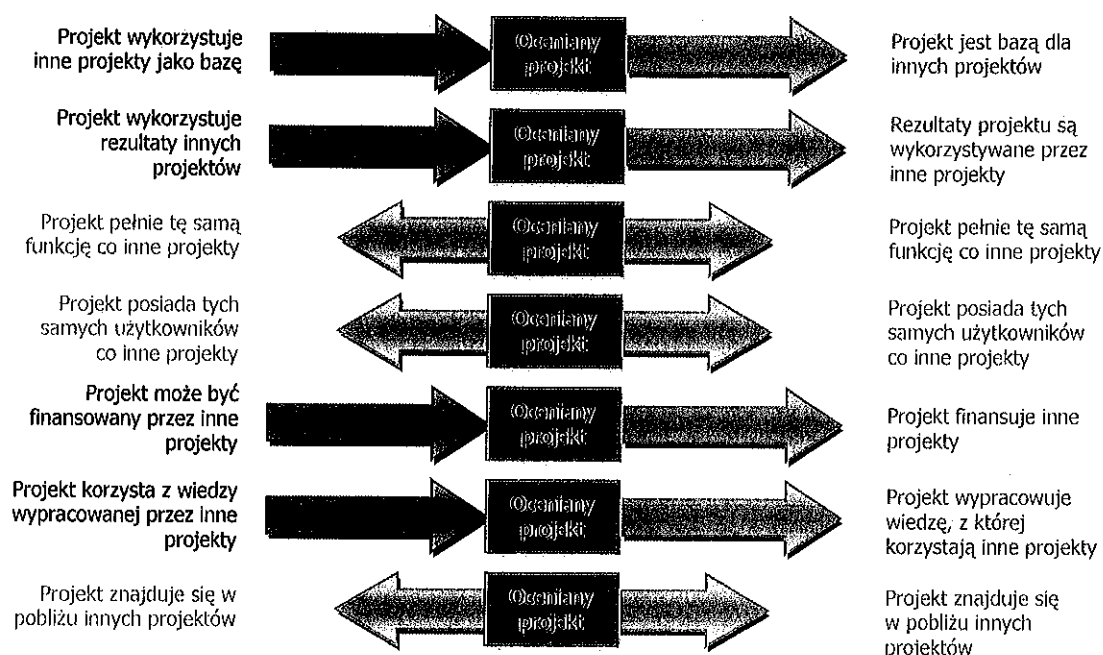 Projekt wykorzystuje
inne projekty jako bazę
Oceniany
projekt
Projekt jest bazą dla
innych projektów
Projekt wykorzystuje
rezultaty innych
projektów
Oceniany
projekt
Rezultaty projektu są
wykorzystywane przez
inne projekty
Projekt pełnie tę samą
funkcję co inne projekty
Oceniany
projekt
Projekt pełnie tę samą
funkcję co inne projekty
Projekt posiada tych
samych użytkowników
co inne projekty
Oceniany
projekt
Projekt posiada tych
samych użytkowników
co inne projekty
Projekt może być
finansowany przez inne
projekty
Oceniany
projekt
Projekt finansuje inne
projekty
Projekt korzysta z wiedzy
wypracowanej przez inne
projekty
Oceniany
projekt
Projekt wypracowuje
wiedzę, z której
korzystają inne projekty
Projekt znajduje się w
pobliżu innych projektów
Oceniany
projekt
Projekt znajduje się
w pobliżu innych
projektów